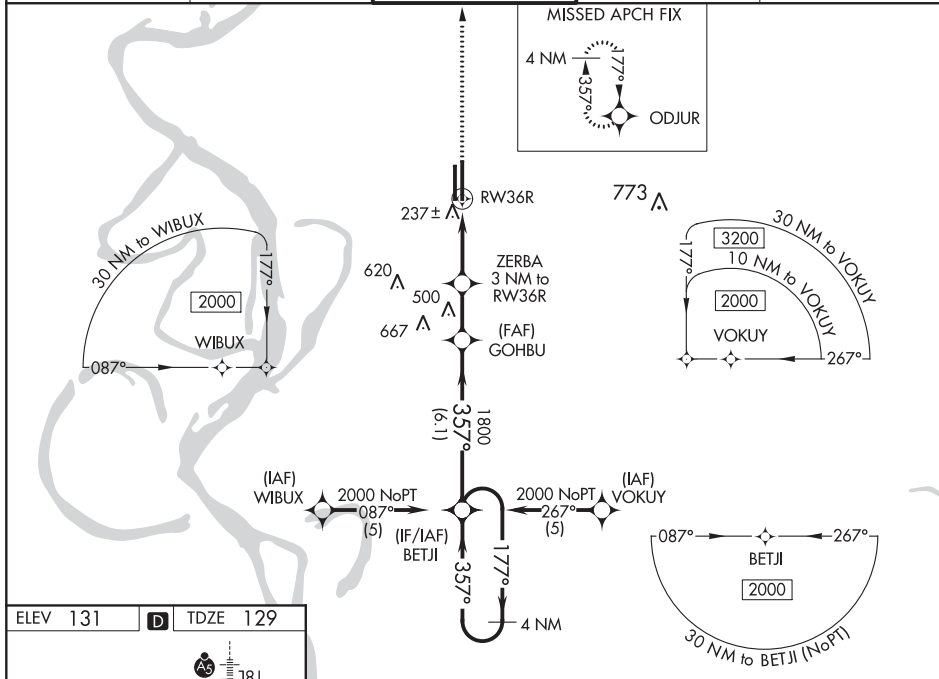 MISSED APCH FIX
4 NM
177°
357°
ODJUR
RW36R
237±
773
30 NM to WIBUX
177°
2000
WIBUX
087°
620
500
667
ZERBA
3 NM to
RW36R
(FAF)
GOHBU
30 NM to VOKUY
3200
10 NM to VOKUY
177°
2000
VOKUY
267°
1800
357°
(6.1)
(IAF)
WIBUX
2000 NoPT
087°
(5)
(IF/IAF)
BETJI
2000 NoPT
267°
(5)
(IAF)
VOKUY
357°
177°
4 NM
087°
267°
BETJI
2000
30 NM to BETJI (NoPT)
ELEV 131
D
TDZE 129
A5